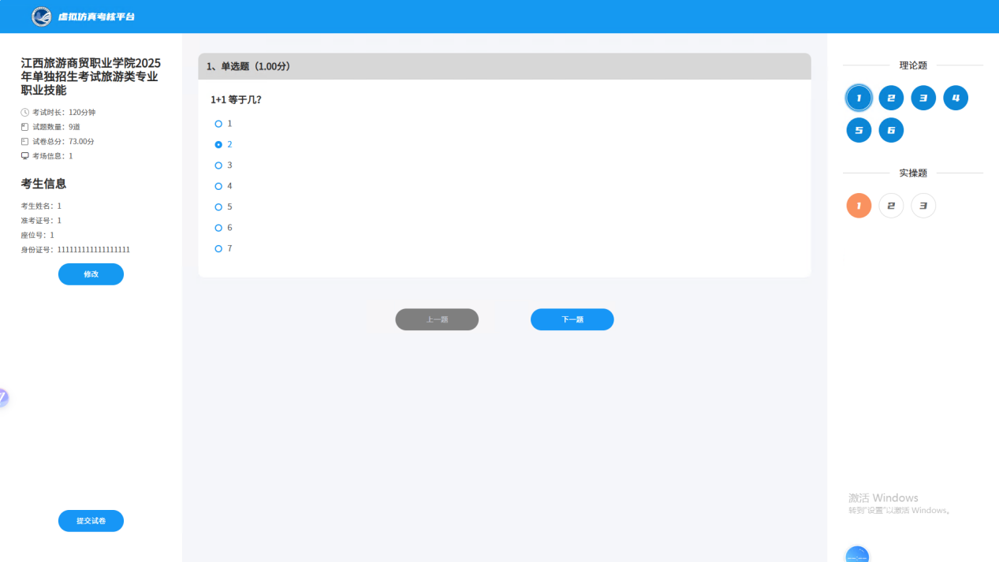 虚拟仿真考核平台
江西旅游商贸职业学院2025
年单独招生考试旅游类专业
职业技能
考试时长：120分钟
试题数量：9道
试卷总分：73.00分
考场信息：1
考生信息
考生姓名：1
准考证号：1
座位号：1
身份证号：111111111111111111
修改
提交试卷
1、单选题（1.00分）
1+1 等于几?
1
2
3
4
5
6
7
上一题
下一题
理论题
1 2 3 4
5 6
实操题
1 2 3
激活 Windows
转到"设置"以激活 Windows。